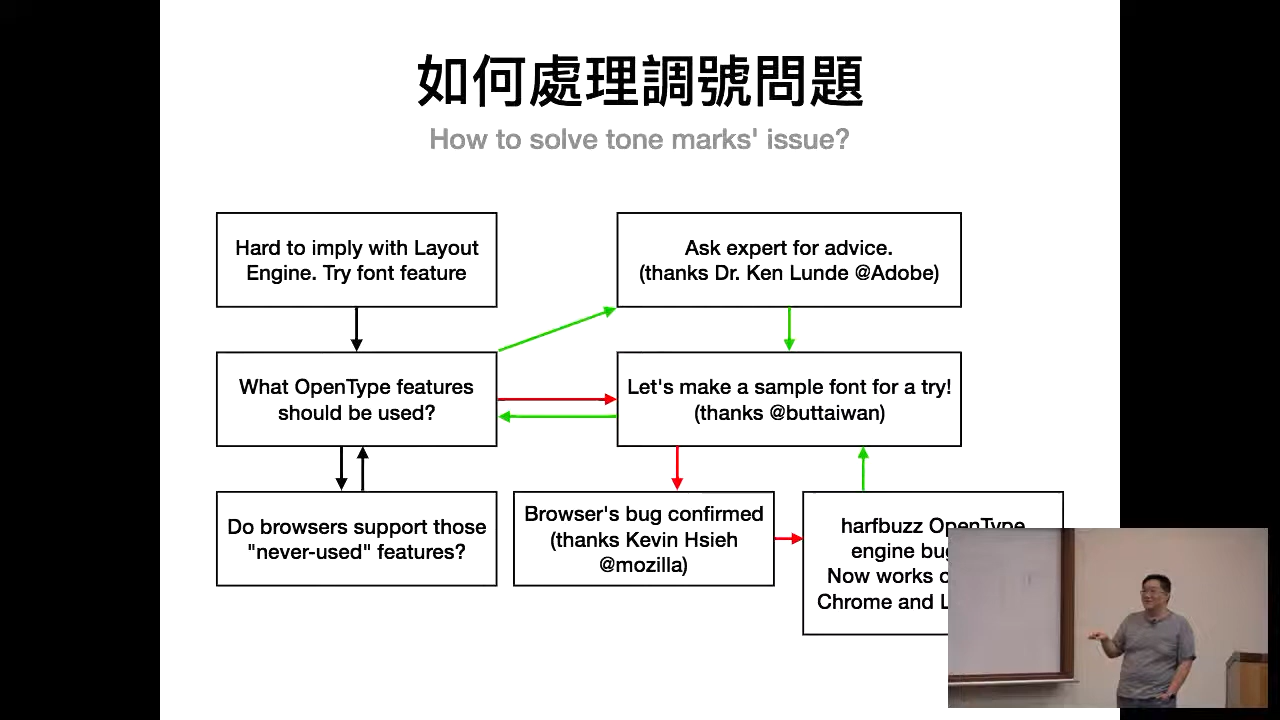 如何處理調號問題
How to solve tone marks' issue?
Hard to imply with Layout
Engine. Try font feature
Ask expert for advice.
(thanks Dr. Ken Lunde @Adobe)
What OpenType features
should be used?
Let's make a sample font for a try!
(thanks @buttaiwan)
Do browsers support those
"never-used" features?
Browser's bug confirmed
(thanks Kevin Hsieh
@mozilla)
harfbuzz OpenType
engine
Now works
Chrome and